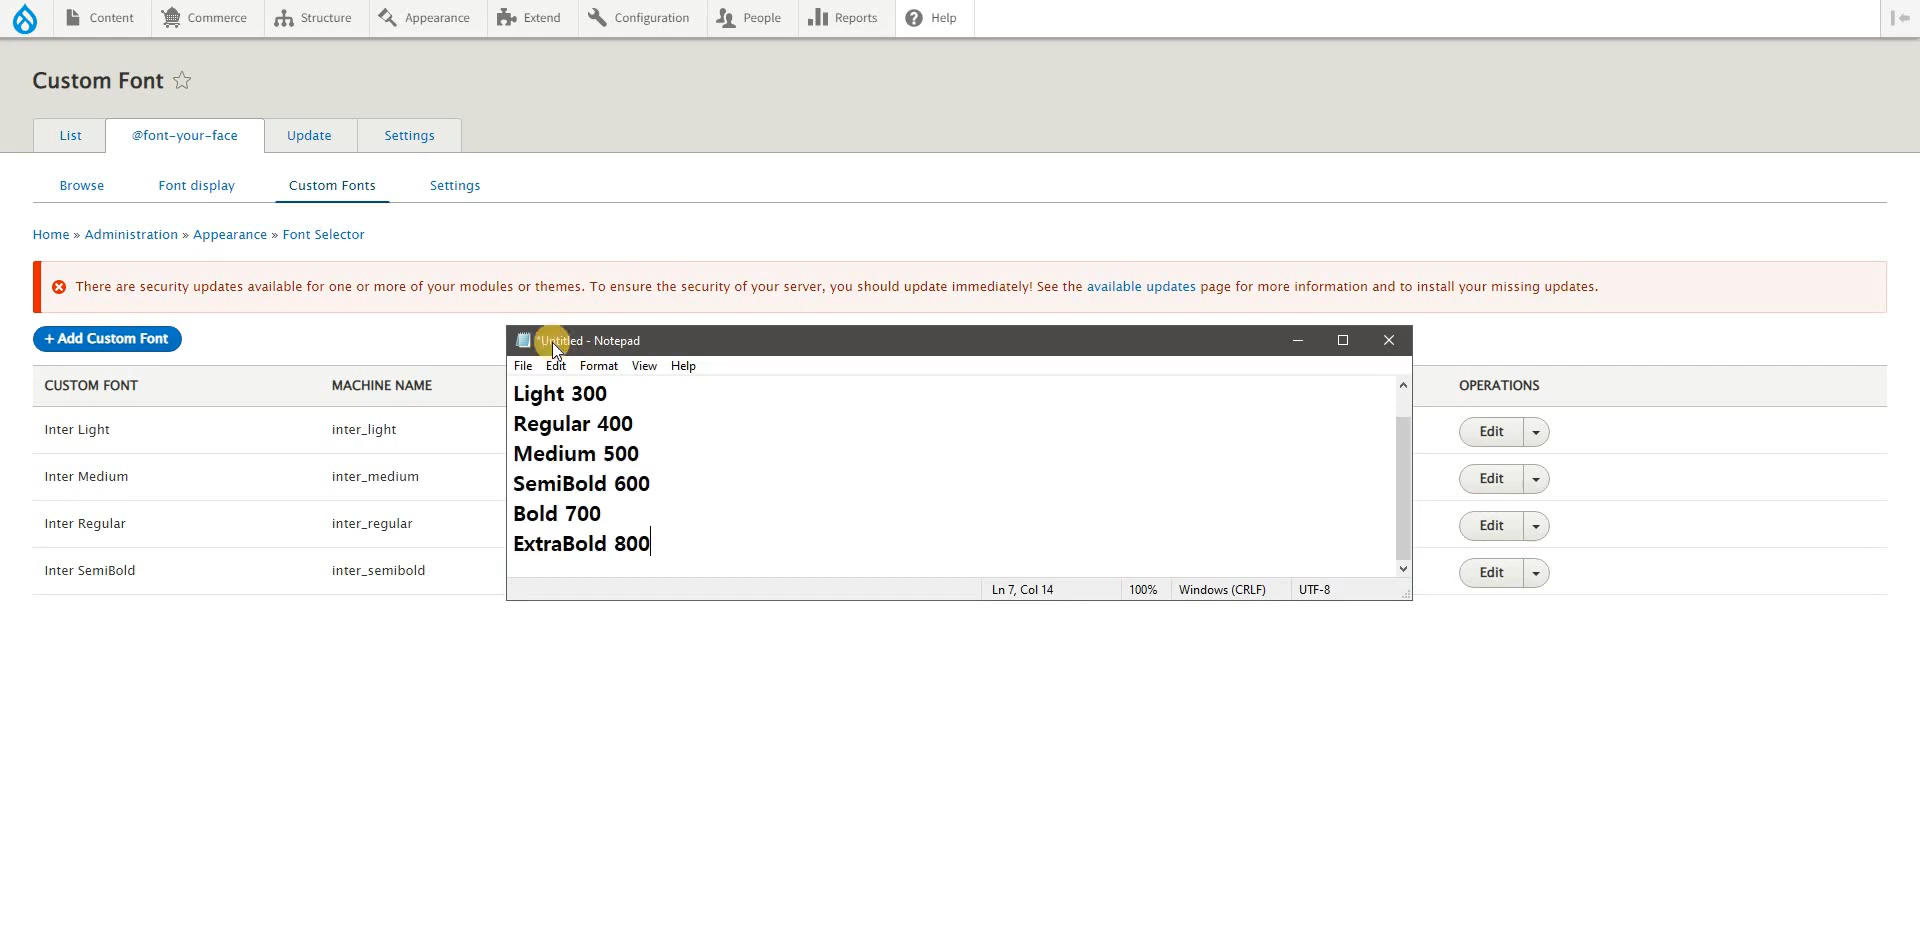 Content Commerce Structure Appearance Extend Configuration People Reports Help
Custom Font
List @font-your-face Update Settings
Browse Font display Custom Fonts Settings
Home » Administration » Appearance » Font Selector
There are security updates available for one or more of your modules or themes. To ensure the security of your server, you should update immediately! See the available updates page for more information and to install your missing updates.
+ Add Custom Font
CUSTOM FONT MACHINE NAME OPERATIONS
Inter Light inter_light Edit
Inter Medium inter_medium Edit
Inter Regular inter_regular Edit
Inter SemiBold inter_semibold Edit
*Untitled - Notepad
File Edit Format View Help
Light 300
Regular 400
Medium 500
SemiBold 600
Bold 700
ExtraBold 800
Ln 7, Col 14 100% Windows (CRLF) UTF-8